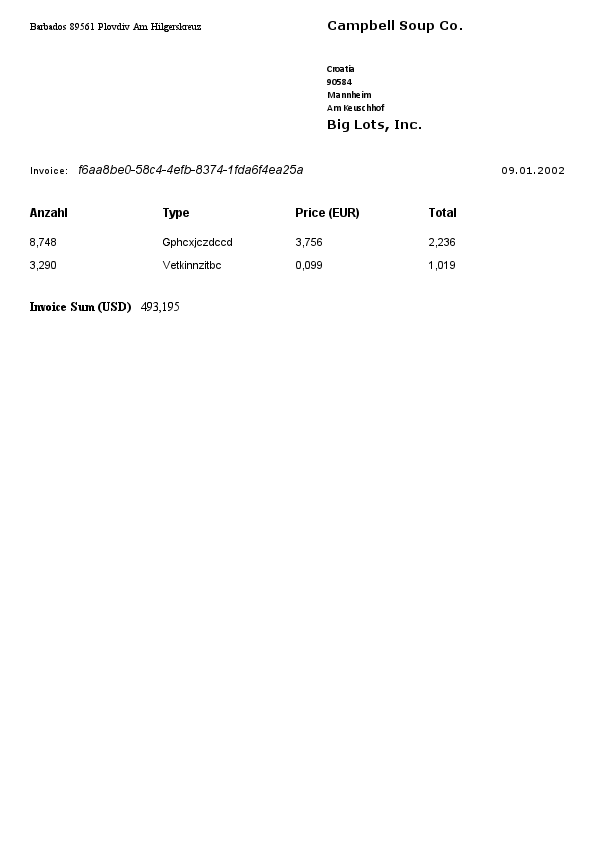 Barbados 89561 Plovdiv Am Hilgerskreuz
Campbell Soup Co.
Croatia
90584
Mannheim
Am Keuschhof
Big Lots, Inc.
Invoice: f6aa8be0-58c4-4efb-8374-1fda6f4ea25a 09.01.2002
Anzahl Type Price (EUR) Total
8,748 Gphcxjczdccd 3,756 2,236
3,290 Vetkinnzitbc 0,099 1,019
Invoice Sum (USD) 493,195